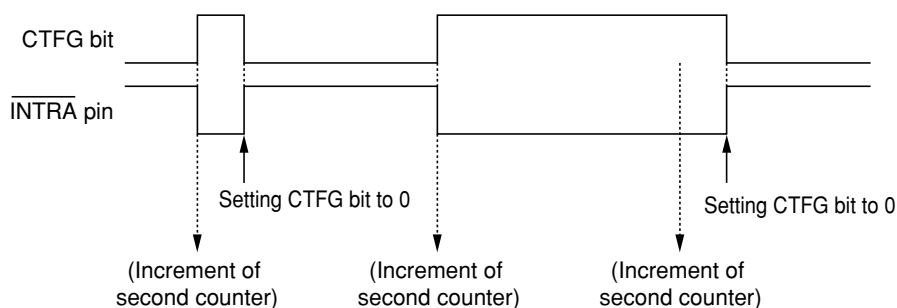 CTFG bit
INTRA pin
Setting CTFG bit to 0
Setting CTFG bit to 0
(Increment of
second counter)
(Increment of
second counter)
(Increment of
second counter)